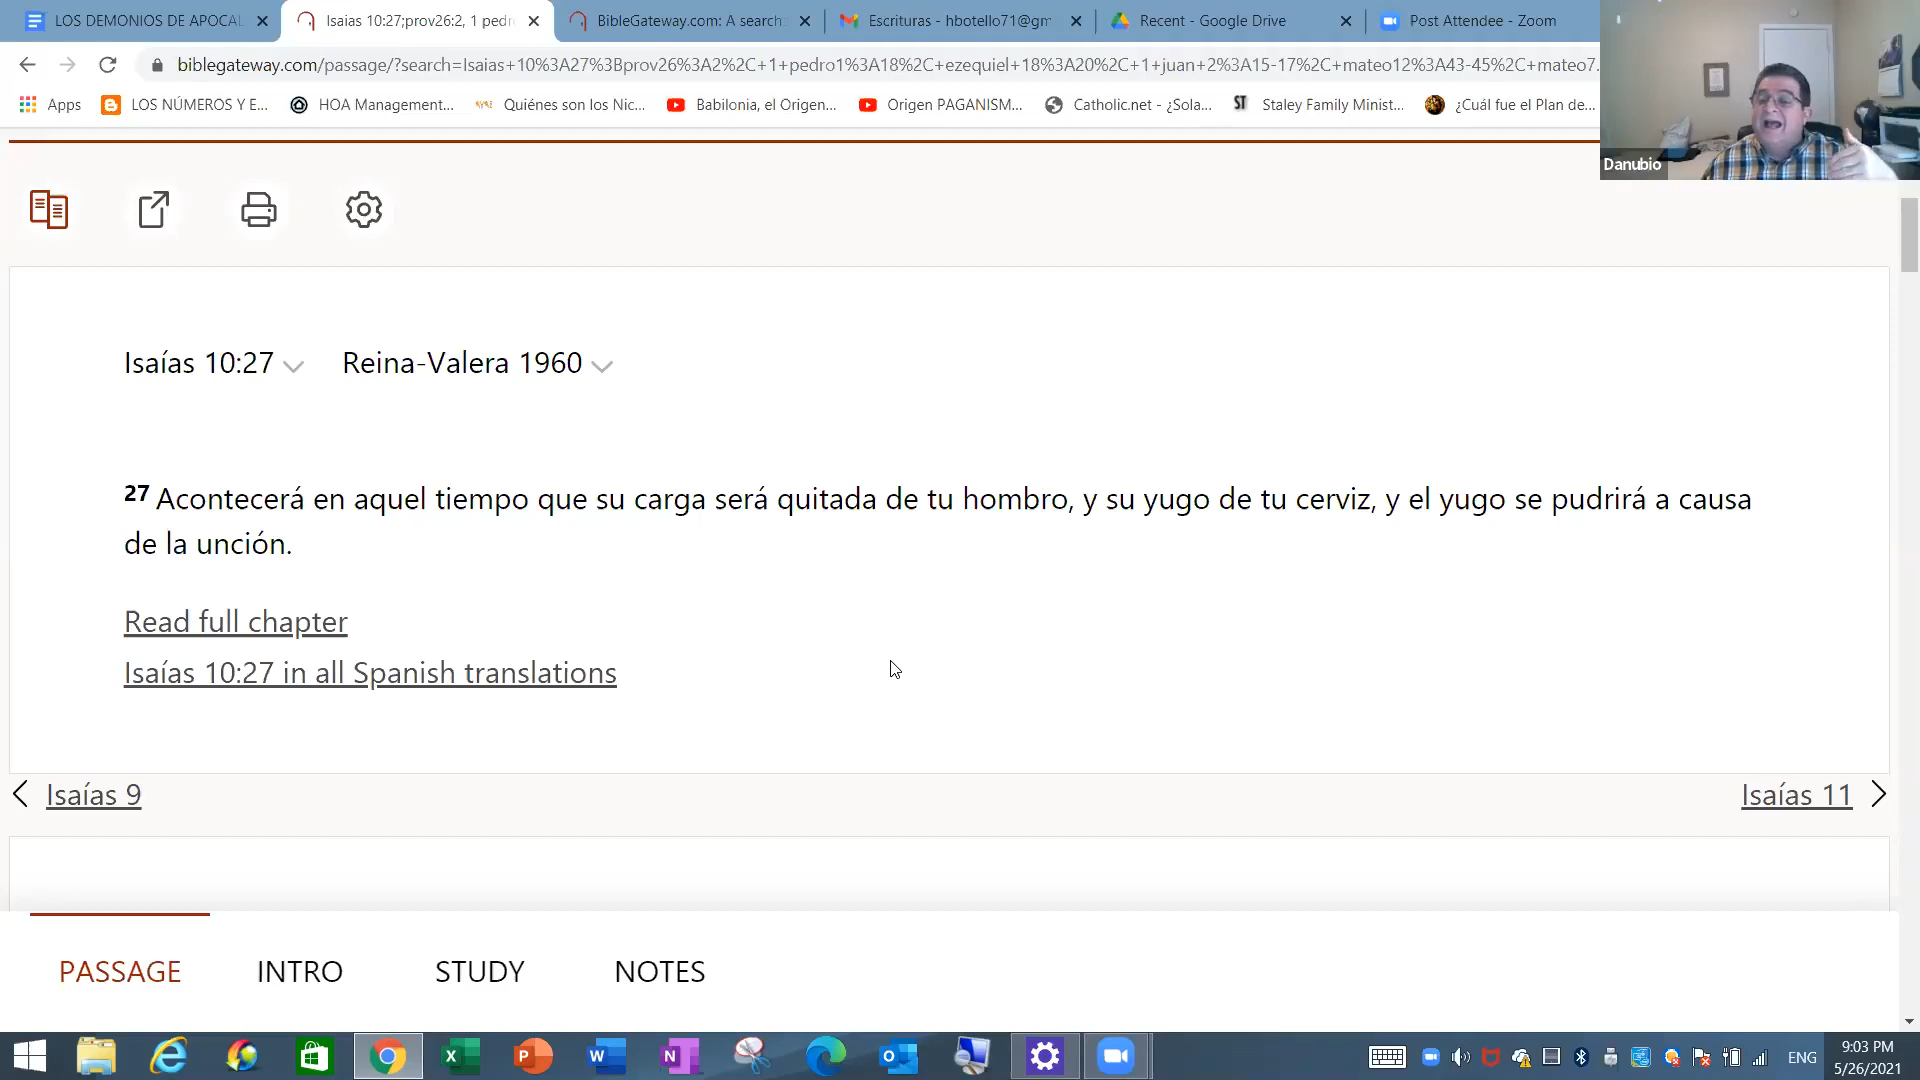 LOS DEMONIOS DE APOCAL
Isaias 10:27;prov26:2, 1 pedr
BibleGateway.com: A search
Escrituras - hbotello71@gm
Recent - Google Drive
Post Attendee - Zoom
biblegateway.com/passage/?search=Isaias+10%3A27%3Bprov26%3A2%2C+1+pedro1%3A18%2C+ezequiel+18%3A20%2C+1+juan+2%3A15-17%2C+mateo12%3A43-45%2C+mateo7.
Apps
LOS NÚMEROS Y E...
HOA Management...
Quiénes son los Nic...
Babilonia, el Origen...
Origen PAGANISM...
Catholic.net - ¿Sola...
ST Staley Family Minist...
¿Cuál fue el Plan de...
Danubio
Isaías 10:27 Reina-Valera 1960
27 Acontecerá en aquel tiempo que su carga será quitada de tu hombro, y su yugo de tu cerviz, y el yugo se pudrirá a causa
de la unción.
Read full chapter
Isaías 10:27 in all Spanish translations
Isaías 9
Isaías 11
PASSAGE INTRO STUDY NOTES
ENG
9:03 PM
5/26/2021